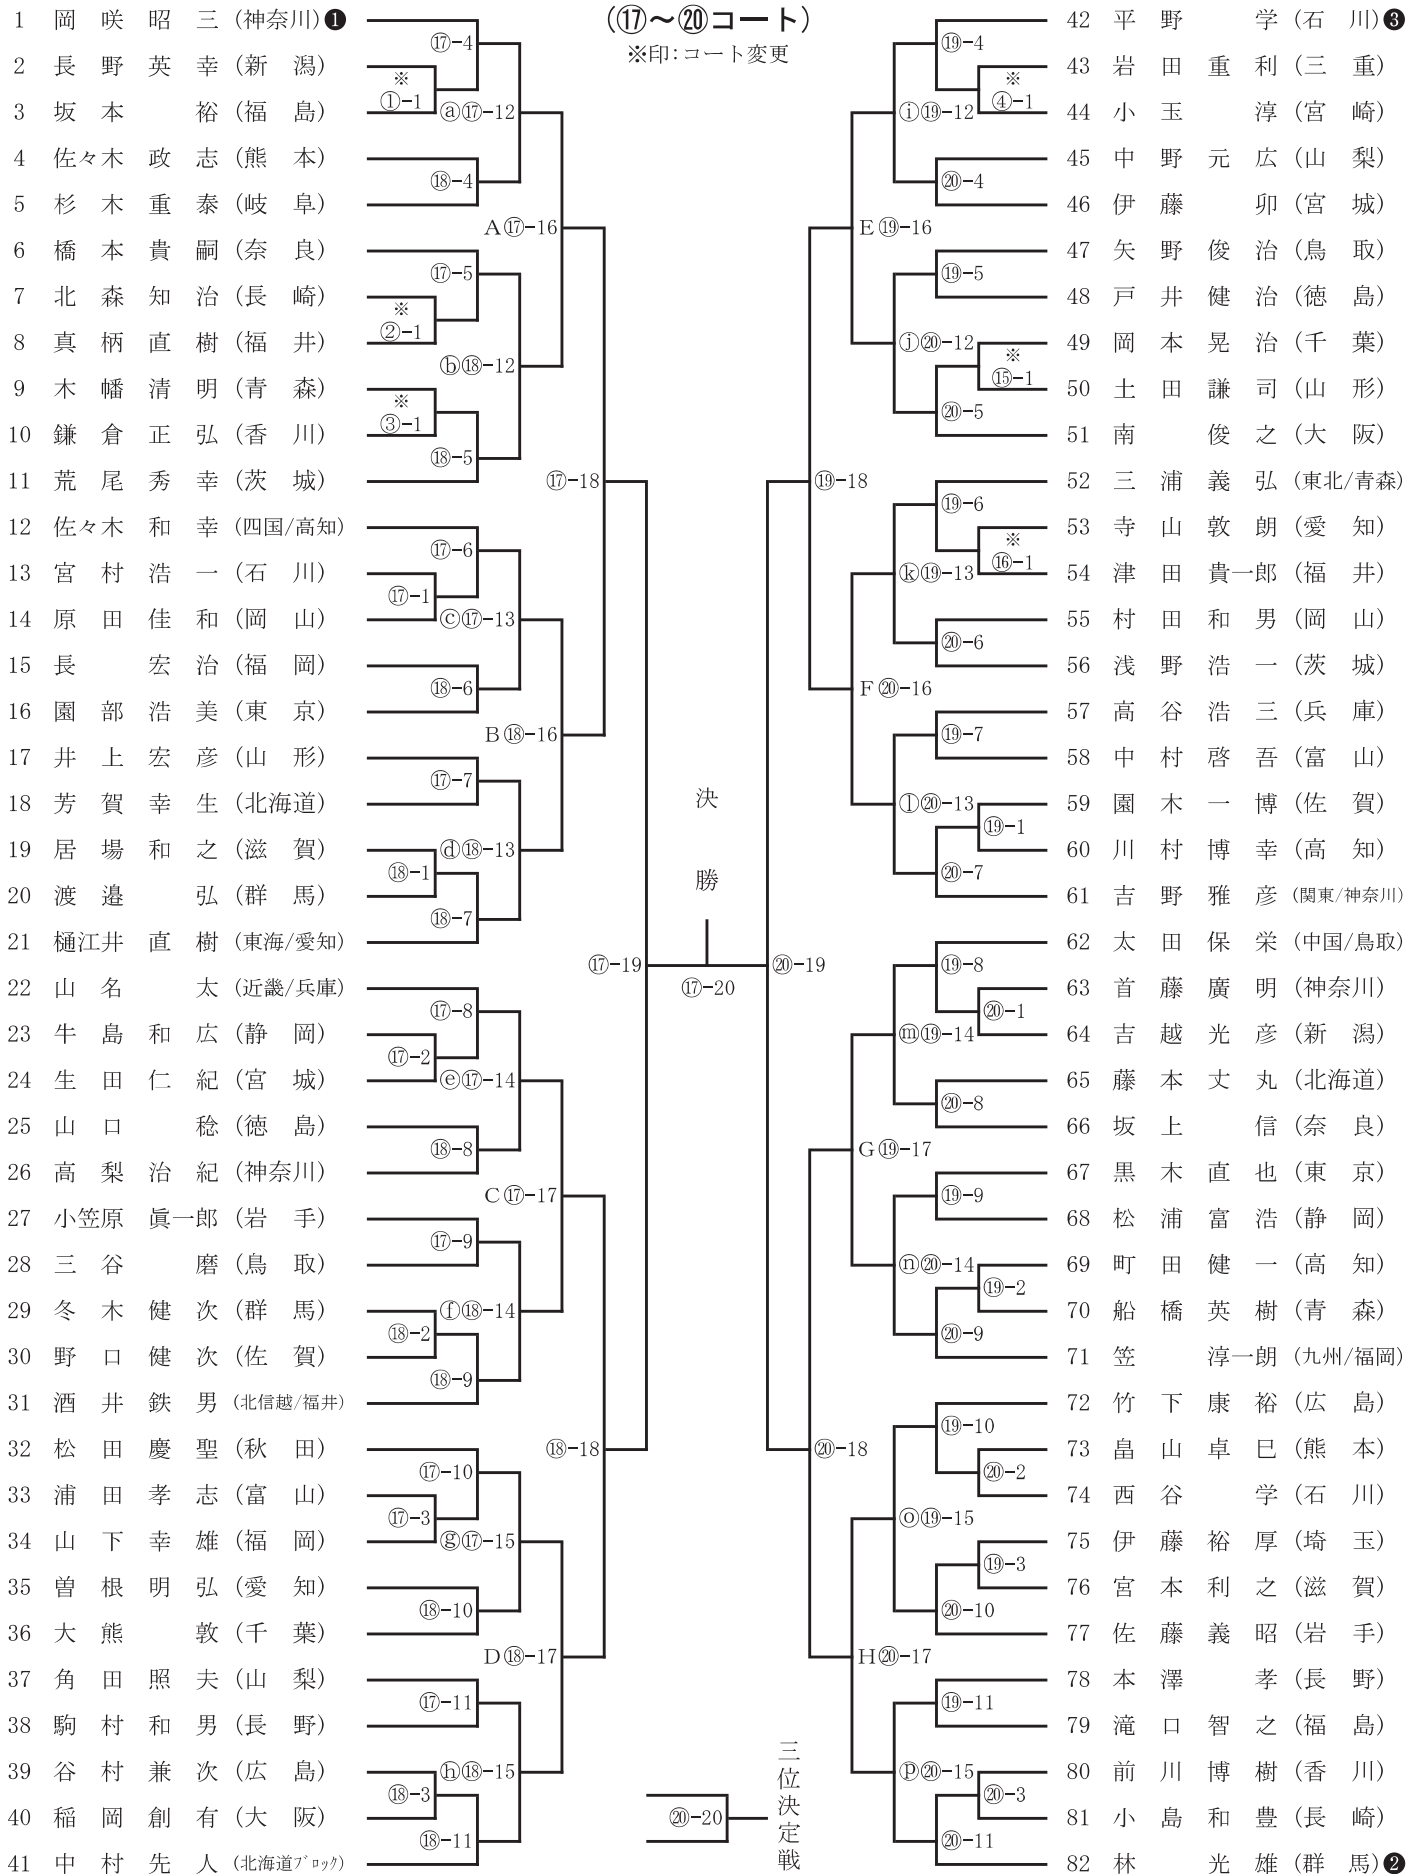 (⑰〜⑳コート)
※印：コート変更
1 岡咲昭三 (神奈川) ❶
2 長野英幸 (新潟)
3 坂本裕 (福島)
4 佐々木政志 (熊本)
5 杉木重泰 (岐阜)
6 橋本貴嗣 (奈良)
7 北森知治 (長崎)
8 真柄直樹 (福井)
9 木幡清明 (青森)
10 鎌倉正弘 (香川)
11 荒尾秀幸 (茨城)
12 佐々木和幸 (四国/高知)
13 宮村浩一 (石川)
14 原田佳和 (岡山)
15 長宏治 (福岡)
16 園部浩美 (東京)
17 井上宏彦 (山形)
18 芳賀幸生 (北海道)
19 居場和之 (滋賀)
20 渡邉弘 (群馬)
21 樋江井直樹 (東海/愛知)
22 山名太 (近畿/兵庫)
23 牛島和広 (静岡)
24 生田仁紀 (宮城)
25 山口稔 (徳島)
26 高梨治紀 (神奈川)
27 小笠原眞一郎 (岩手)
28 三谷磨 (鳥取)
29 冬木健次 (群馬)
30 野口健次 (佐賀)
31 酒井鉄男 (北信越/福井)
32 松田慶聖 (秋田)
33 浦田孝志 (富山)
34 山下幸雄 (福岡)
35 曽根明弘 (愛知)
36 大熊敦 (千葉)
37 角田照夫 (山梨)
38 駒村和男 (長野)
39 谷村兼次 (広島)
40 稲岡創有 (大阪)
41 中村先人 (北海道ブロック)
⑰-4
※
①-1
ⓐ⑰-12
⑱-4
A⑰-16
⑰-5
※
②-1
ⓑ⑱-12
※
③-1
⑱-5
⑰-18
⑰-6
⑰-1
ⓒ⑰-13
⑱-6
B⑱-16
⑰-7
ⓓ⑱-13
⑱-1
⑱-7
⑰-19
⑰-8
⑰-2
ⓔ⑰-14
⑱-8
C⑰-17
⑰-9
ⓕ⑱-14
⑱-2
⑱-9
⑱-18
⑰-10
⑰-3
ⓖ⑰-15
⑱-10
D⑱-17
⑰-11
ⓗ⑱-15
⑱-3
⑱-11
決勝
⑰-20
三位決定戦
⑳-20
42 平野学 (石川) ❸
43 岩田重利 (三重)
44 小玉淳 (宮崎)
45 中野元広 (山梨)
46 伊藤卯 (宮城)
47 矢野俊治 (鳥取)
48 戸井健治 (徳島)
49 岡本晃治 (千葉)
50 土田謙司 (山形)
51 南俊之 (大阪)
52 三浦義弘 (東北/青森)
53 寺山敦朗 (愛知)
54 津田貴一郎 (福井)
55 村田和男 (岡山)
56 浅野浩一 (茨城)
57 高谷浩三 (兵庫)
58 中村啓吾 (富山)
59 園木一博 (佐賀)
60 川村博幸 (高知)
61 吉野雅彦 (関東/神奈川)
62 太田保栄 (中国/鳥取)
63 首藤廣明 (神奈川)
64 吉越光彦 (新潟)
65 藤本丈丸 (北海道)
66 坂上信 (奈良)
67 黒木直也 (東京)
68 松浦富浩 (静岡)
69 町田健一 (高知)
70 船橋英樹 (青森)
71 笠淳一朗 (九州/福岡)
72 竹下康裕 (広島)
73 畠山卓巳 (熊本)
74 西谷学 (石川)
75 伊藤裕厚 (埼玉)
76 宮本利之 (滋賀)
77 佐藤義昭 (岩手)
78 本澤孝 (長野)
79 滝口智之 (福島)
80 前川博樹 (香川)
81 小島和豊 (長崎)
82 林光雄 (群馬) ❷
⑲-4
※
④-1
ⓘ⑲-12
⑳-4
E⑲-16
⑲-5
ⓙ⑳-12
※
⑮-1
⑳-5
⑲-18
⑲-6
※
⑯-1
ⓚ⑲-13
⑳-6
F⑳-16
⑲-7
ⓛ⑳-13
⑲-1
⑳-7
⑳-19
⑲-8
⑳-1
ⓜ⑲-14
⑳-8
G⑲-17
⑲-9
ⓝ⑳-14
⑲-2
⑳-9
⑳-18
⑲-10
⑳-2
ⓞ⑲-15
⑲-3
⑳-10
H⑳-17
⑲-11
ⓟ⑳-15
⑳-3
⑳-11